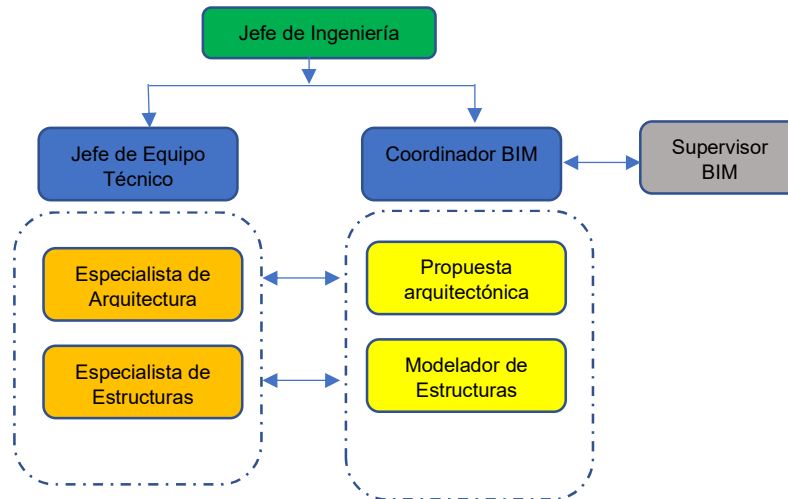 Jefe de Ingeniería
Jefe de Equipo
Técnico
Coordinador BIM
Supervisor
BIM
Especialista de
Arquitectura
Propuesta
arquitectónica
Especialista de
Estructuras
Modelador de
Estructuras